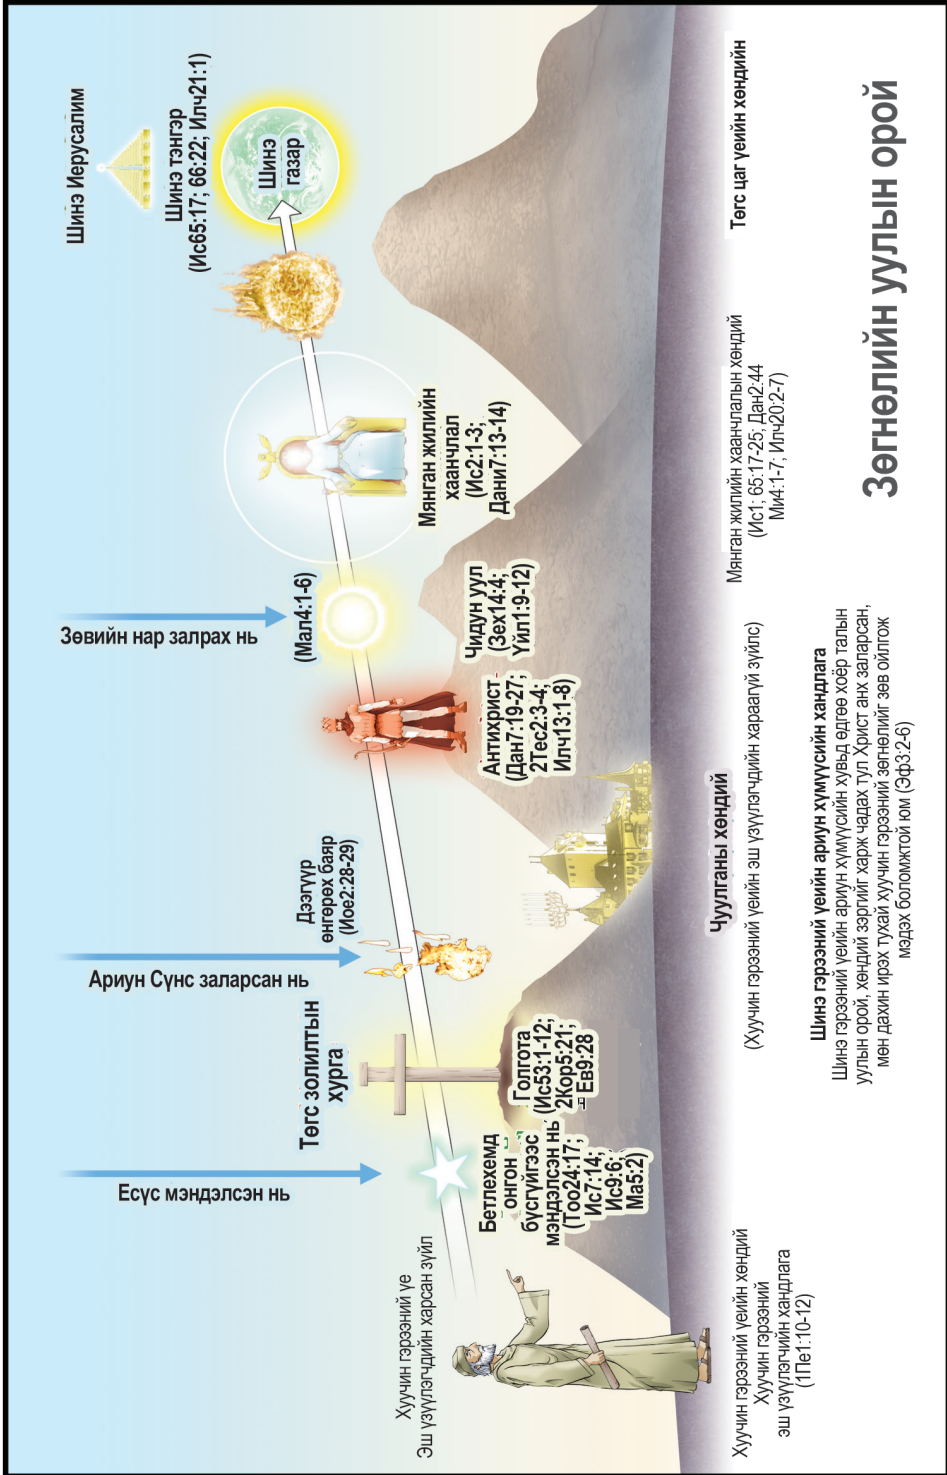 Зөгнөлийн уулын орой
Хуучин гэрээний үе
Эш үзүүлэгчдийн харсан зүйл
Есүс мэндэлсэн нь
Бетлехемд
онгон
бүсгүйгээс
мэндэлсэн нь
(Тоо24:17;
Ис7:14;
Ис9:6;
Ма5:2)
Төгс золилтын
хурга
Голгота
(Ис53:1-12;
2Кор5:21;
Ев9:28
Ариун Сүнс заларсан нь
Дээгүүр
өнгөрөх баяр
(Иое2:28-29)
Антихрист
(Дан7:19-27;
2Тес2:3-4;
Илч13:1-8)
Зөвийн нар залрах нь
(Мал4:1-6)
Чидун уул
(Зех14:4;
Үйл1:9-12)
Мянган жилийн
хаанчлал
(Ис2:1-3;
Дани7:13-14)
Шинэ Иерусалим
Шинэ тэнгэр
(Ис65:17; 66:22; Илч21:1)
Шинэ
газар
Хуучин гэрээний үеийн хөндий
Хуучин гэрээний
эш үзүүлэгчийн хандлага
(1Пе1:10-12)
Чуулганы хөндий
(Хуучин гэрээний үеийн эш үзүүлэгчдийн хараагүй зүйлс)
Мянган жилийн хаанчлалын хөндий
(Ис1; 65:17-25; Дан2:44
Ми4:1-7; Илч20:2-7)
Төгс цаг үеийн хөндий
Шинэ гэрээний үеийн ариун хүмүүсийн хандлага
Шинэ гэрээний үеийн ариун хүмүүсийн хувьд өдгөө хоёр талын
уулын орой, хөндий зэргийг харж чадах тул Христ анх заларсан,
мөн дахин ирэх тухай хуучин гэрээний зөгнөлийг зөв ойлгож
мэдэх боломжтой юм (Эф3:2-6)